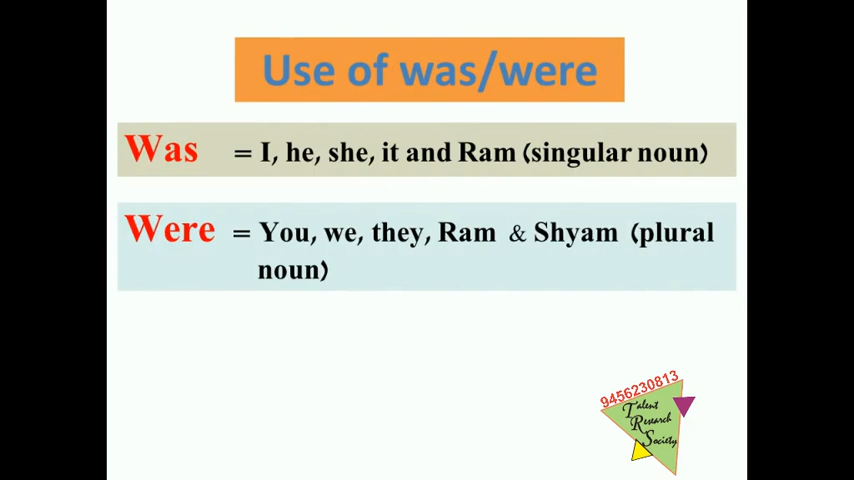 Use of was/were
Was = I, he, she, it and Ram (singular noun)
Were = You, we, they, Ram & Shyam (plural
noun)
9456230813
Talent
Research
Society